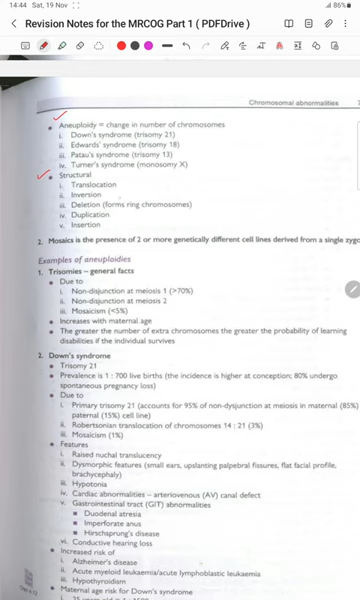 14:44 Sat, 19 Nov
86%
Revision Notes for the MRCOG Part 1 ( PDFDrive )
Chromosomal abnormalities
• Aneuploidy = change in number of chromosomes
i. Down's syndrome (trisomy 21)
ii. Edwards' syndrome (trisomy 18)
iii. Patau's syndrome (trisomy 13)
iv. Turner's syndrome (monosomy X)
• Structural
i. Translocation
ii. Inversion
iii. Deletion (forms ring chromosomes)
iv. Duplication
v. Insertion
2. Mosaics is the presence of 2 or more genetically different cell lines derived from a single zygo
Examples of aneuploidies
1. Trisomies – general facts
• Due to
i. Non-disjunction at meiosis 1 (>70%)
ii. Non-disjunction at meiosis 2
iii. Mosaicism (<5%)
• Increases with maternal age
• The greater the number of extra chromosomes the greater the probability of learning
disabilities if the individual survives
2. Down's syndrome
• Trisomy 21
• Prevalence is 1 : 700 live births (the incidence is higher at conception; 80% undergo
spontaneous pregnancy loss)
• Due to
i. Primary trisomy 21 (accounts for 95% of non-dysjunction at meiosis in maternal (85%)
paternal (15%) cell line)
ii. Robertsonian translocation of chromosomes 14 : 21 (3%)
iii. Mosaicism (1%)
• Features
i. Raised nuchal translucency
ii. Dysmorphic features (small ears, upslanting palpebral fissures, flat facial profile,
brachycephaly)
iii. Hypotonia
iv. Cardiac abnormalities – arteriovenous (AV) canal defect
v. Gastrointestinal tract (GIT) abnormalities
■ Duodenal atresia
■ Imperforate anus
■ Hirschsprung's disease
vi. Conductive hearing loss
• Increased risk of
i. Alzheimer's disease
ii. Acute myeloid leukaemia/acute lymphoblastic leukaemia
iii. Hypothyroidism
• Maternal age risk for Down's syndrome